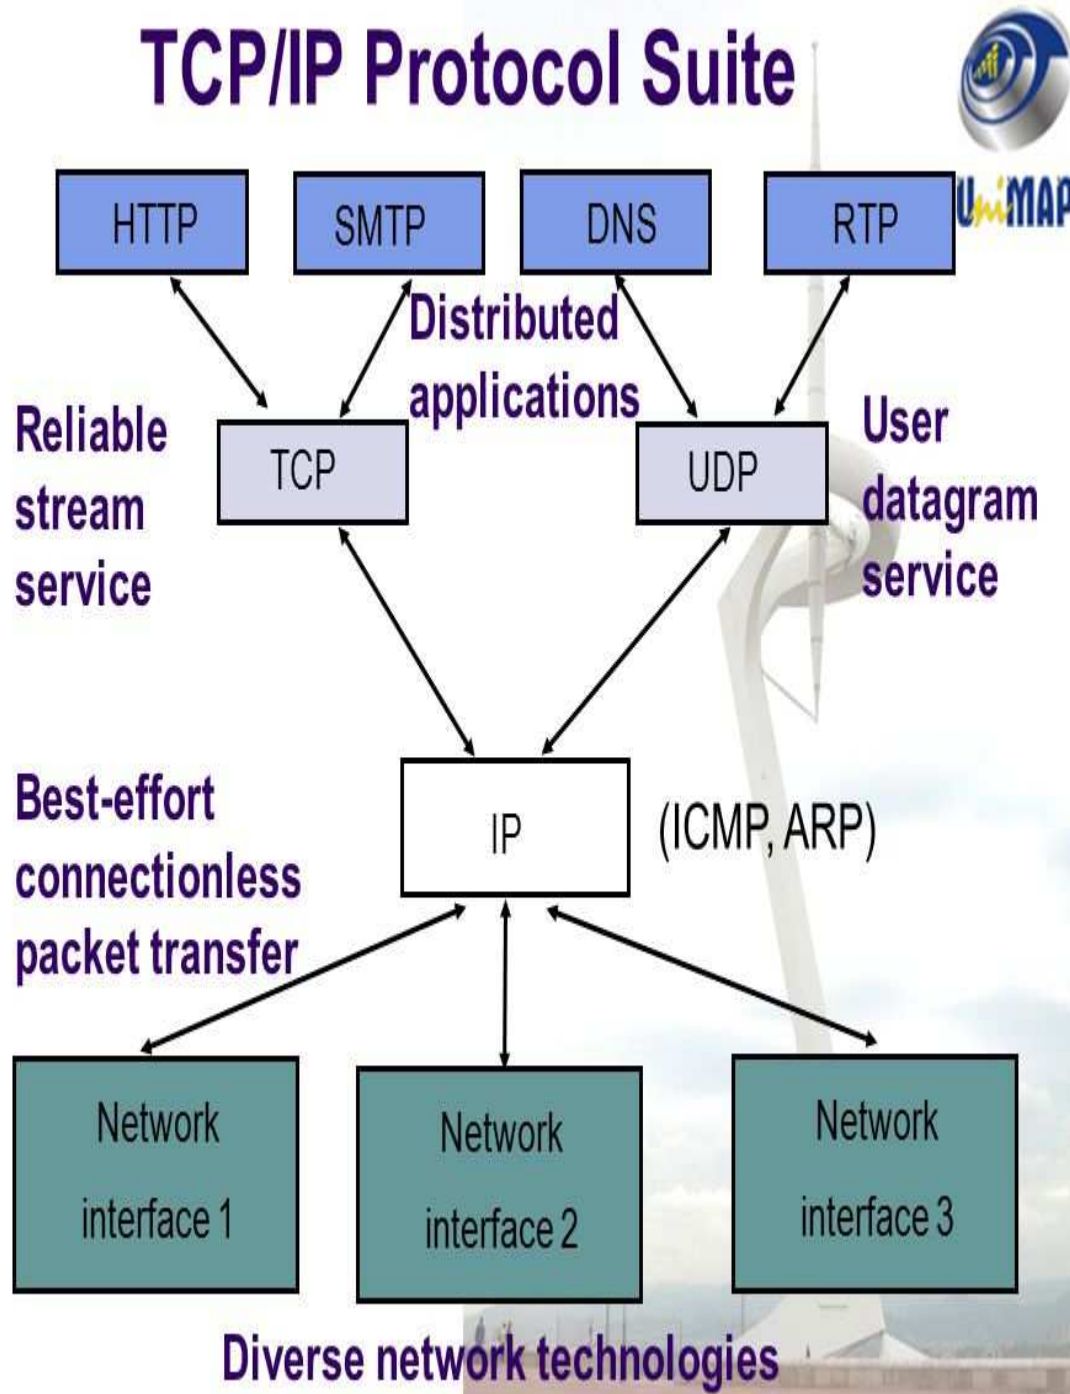 TCP/IP Protocol Suite
UniMAP
HTTP
SMTP
DNS
RTP
Distributed
applications
Reliable
stream
service
TCP
UDP
User
datagram
service
Best-effort
connectionless
packet transfer
IP
(ICMP, ARP)
Network
interface 1
Network
interface 2
Network
interface 3
Diverse network technologies